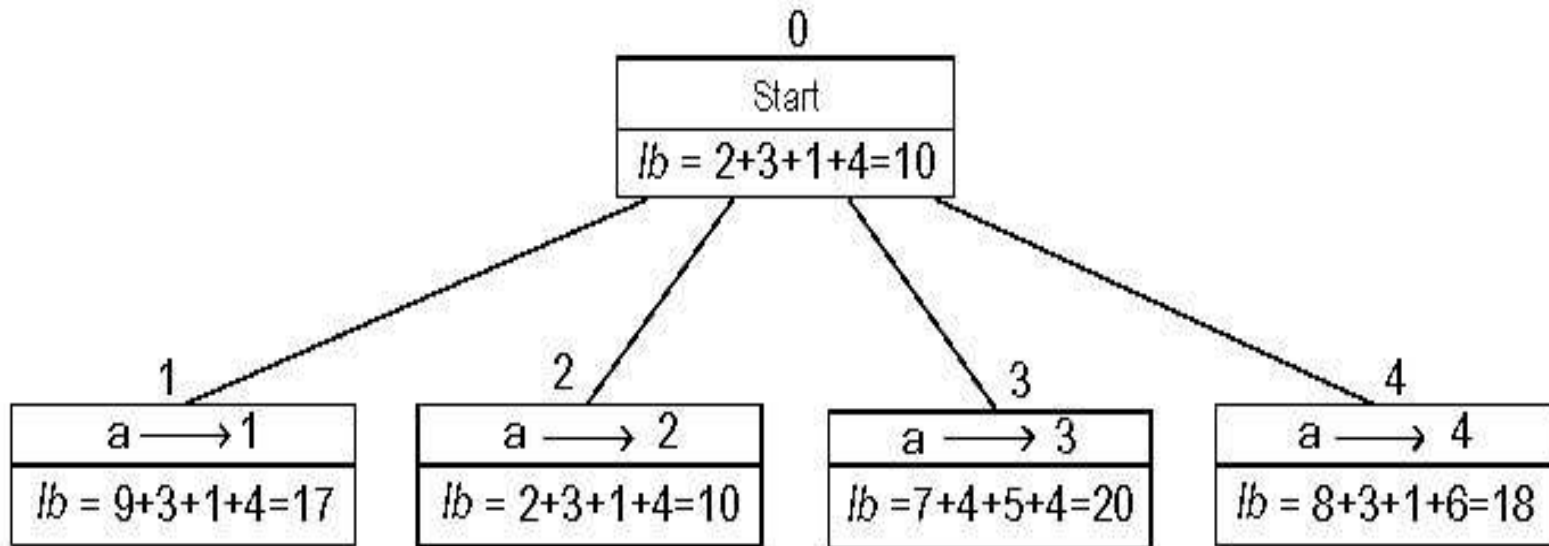 0
Start
lb = 2+3+1+4=10
1
a ⟶ 1
lb = 9+3+1+4=17
2
a ⟶ 2
lb = 2+3+1+4=10
3
a ⟶ 3
lb =7+4+5+4=20
4
a ⟶ 4
lb = 8+3+1+6=18